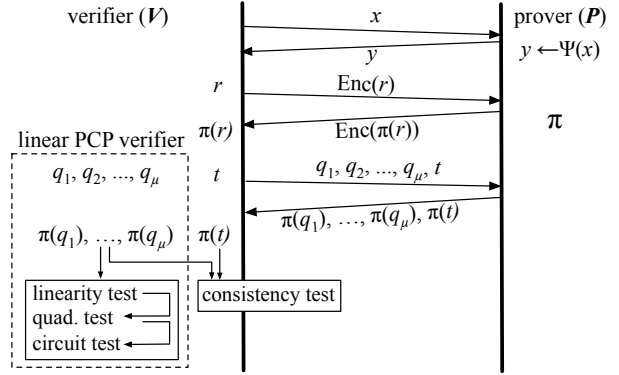 verifier (V)
prover (P)
x
y
y ←Ψ(x)
r
Enc(r)
π(r)
Enc(π(r))
π
linear PCP verifier
q₁, q₂, ..., qμ
t
q₁, q₂, ..., qμ, t
π(q₁), …, π(qμ), π(t)
π(q₁), …, π(qμ)
π(t)
linearity test
quad. test
circuit test
consistency test